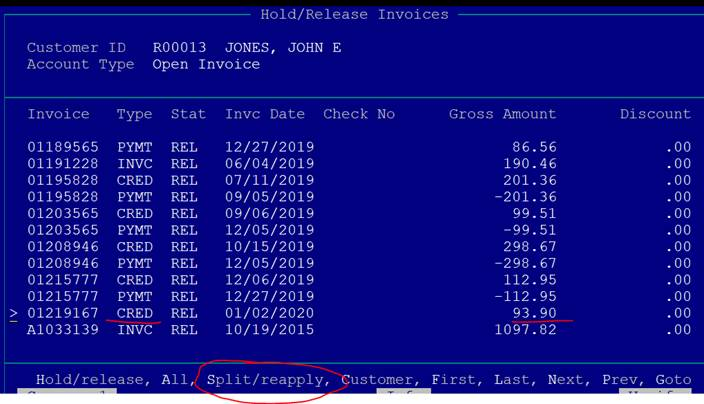 Hold/Release Invoices
Customer ID R00013 JONES, JOHN E
Account Type Open Invoice
Invoice Type Stat Invc Date Check No Gross Amount Discount
01189565 PYMT REL 12/27/2019 86.56 .00
01191228 INVC REL 06/04/2019 190.46 .00
01195828 CRED REL 07/11/2019 201.36 .00
01195828 PYMT REL 09/05/2019 -201.36 .00
01203565 CRED REL 09/06/2019 99.51 .00
01203565 PYMT REL 12/05/2019 -99.51 .00
01208946 CRED REL 10/15/2019 298.67 .00
01208946 PYMT REL 12/05/2019 -298.67 .00
01215777 CRED REL 12/06/2019 112.95 .00
01215777 PYMT REL 12/27/2019 -112.95 .00
> 01219167 CRED REL 01/02/2020 93.90 .00
A1033139 INVC REL 10/19/2015 1097.82 .00
Hold/release, All, Split/reapply, Customer, First, Last, Next, Prev, Goto